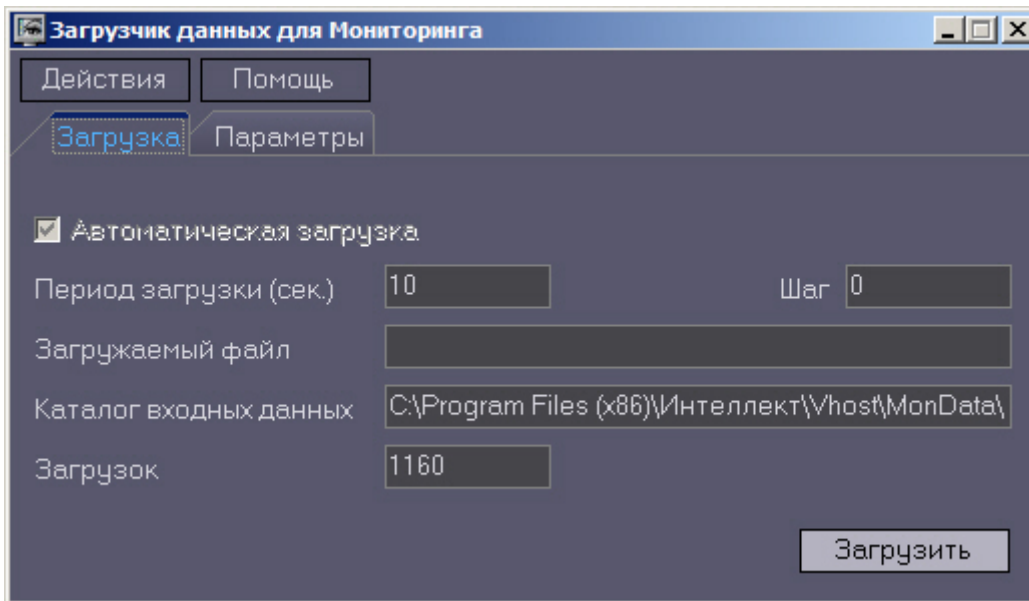 Загрузчик данных для Мониторинга
Действия Помощь
Загрузка Параметры
Автоматическая загрузка
Период загрузки (сек.) 10 Шаг 0
Загружаемый файл
Каталог входных данных C:\Program Files (x86)\Интеллект\Vhost\MonData\
Загрузок 1160
Загрузить